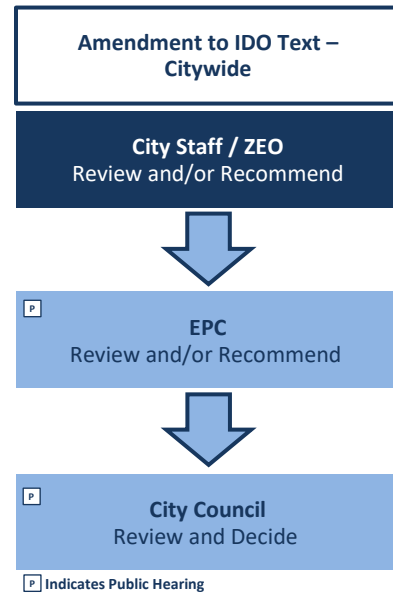 Amendment to IDO Text –
Citywide
City Staff / ZEO
Review and/or Recommend
P
EPC
Review and/or Recommend
P
City Council
Review and Decide
P Indicates Public Hearing